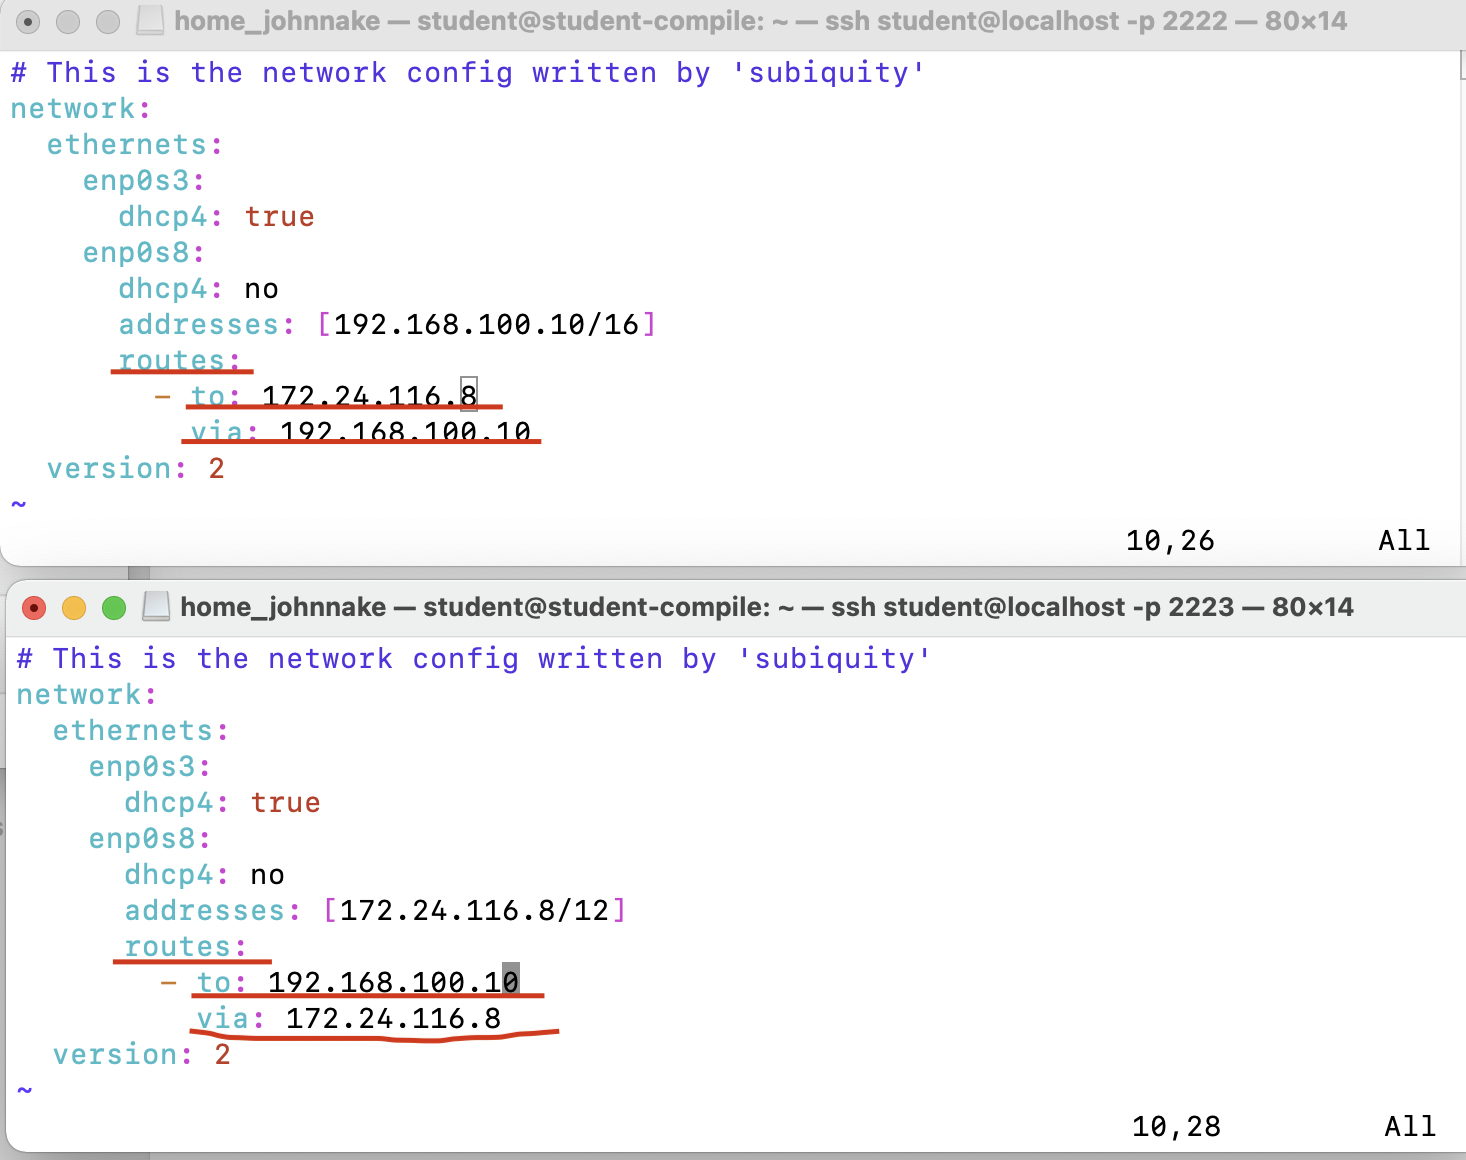 home_johnnake — student@student-compile: ~ — ssh student@localhost -p 2222 — 80×14
# This is the network config written by 'subiquity'
network:
  ethernets:
    enp0s3:
      dhcp4: true
    enp0s8:
      dhcp4: no
      addresses: [192.168.100.10/16]
      routes:
        - to: 172.24.116.8
          via: 192.168.100.10
  version: 2
~
10,26 All
home_johnnake — student@student-compile: ~ — ssh student@localhost -p 2223 — 80×14
# This is the network config written by 'subiquity'
network:
  ethernets:
    enp0s3:
      dhcp4: true
    enp0s8:
      dhcp4: no
      addresses: [172.24.116.8/12]
      routes:
        - to: 192.168.100.10
          via: 172.24.116.8
  version: 2
~
10,28 All